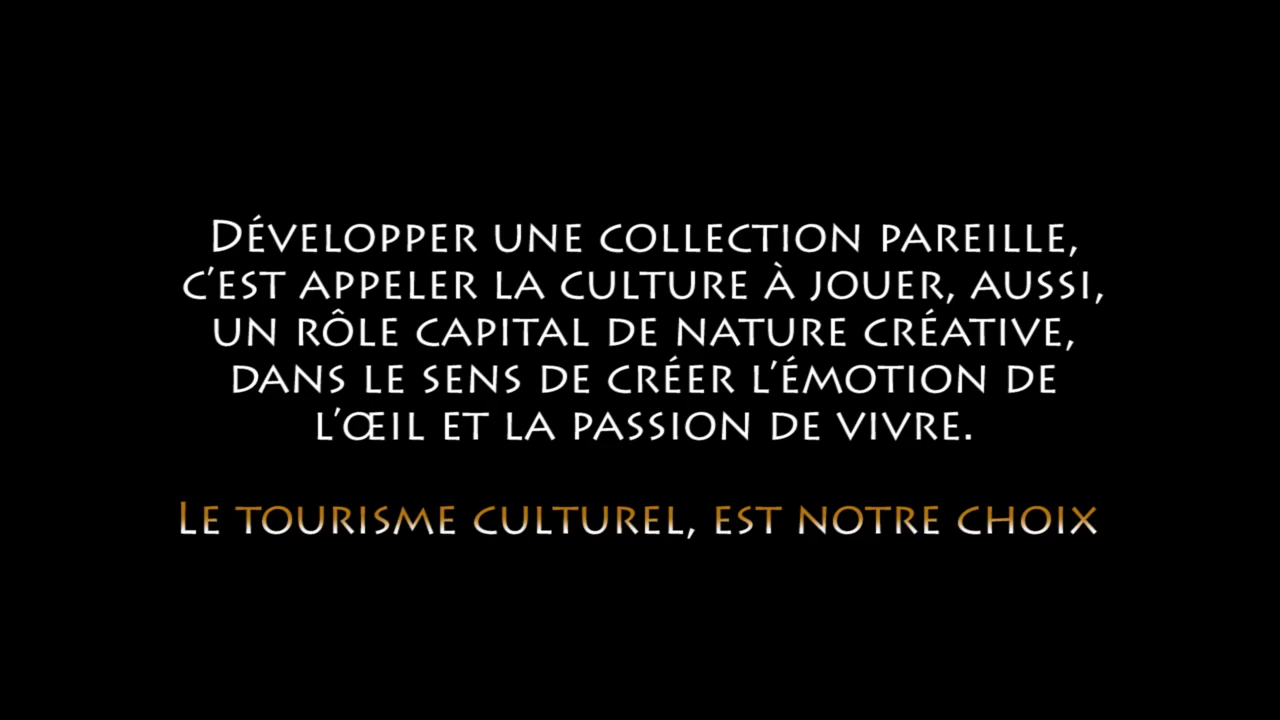 Développer une collection pareille,
c'est appeler la culture à jouer, aussi,
un rôle capital de nature créative,
dans le sens de créer l'émotion de
l'œil et la passion de vivre.
Le tourisme culturel, est notre choix